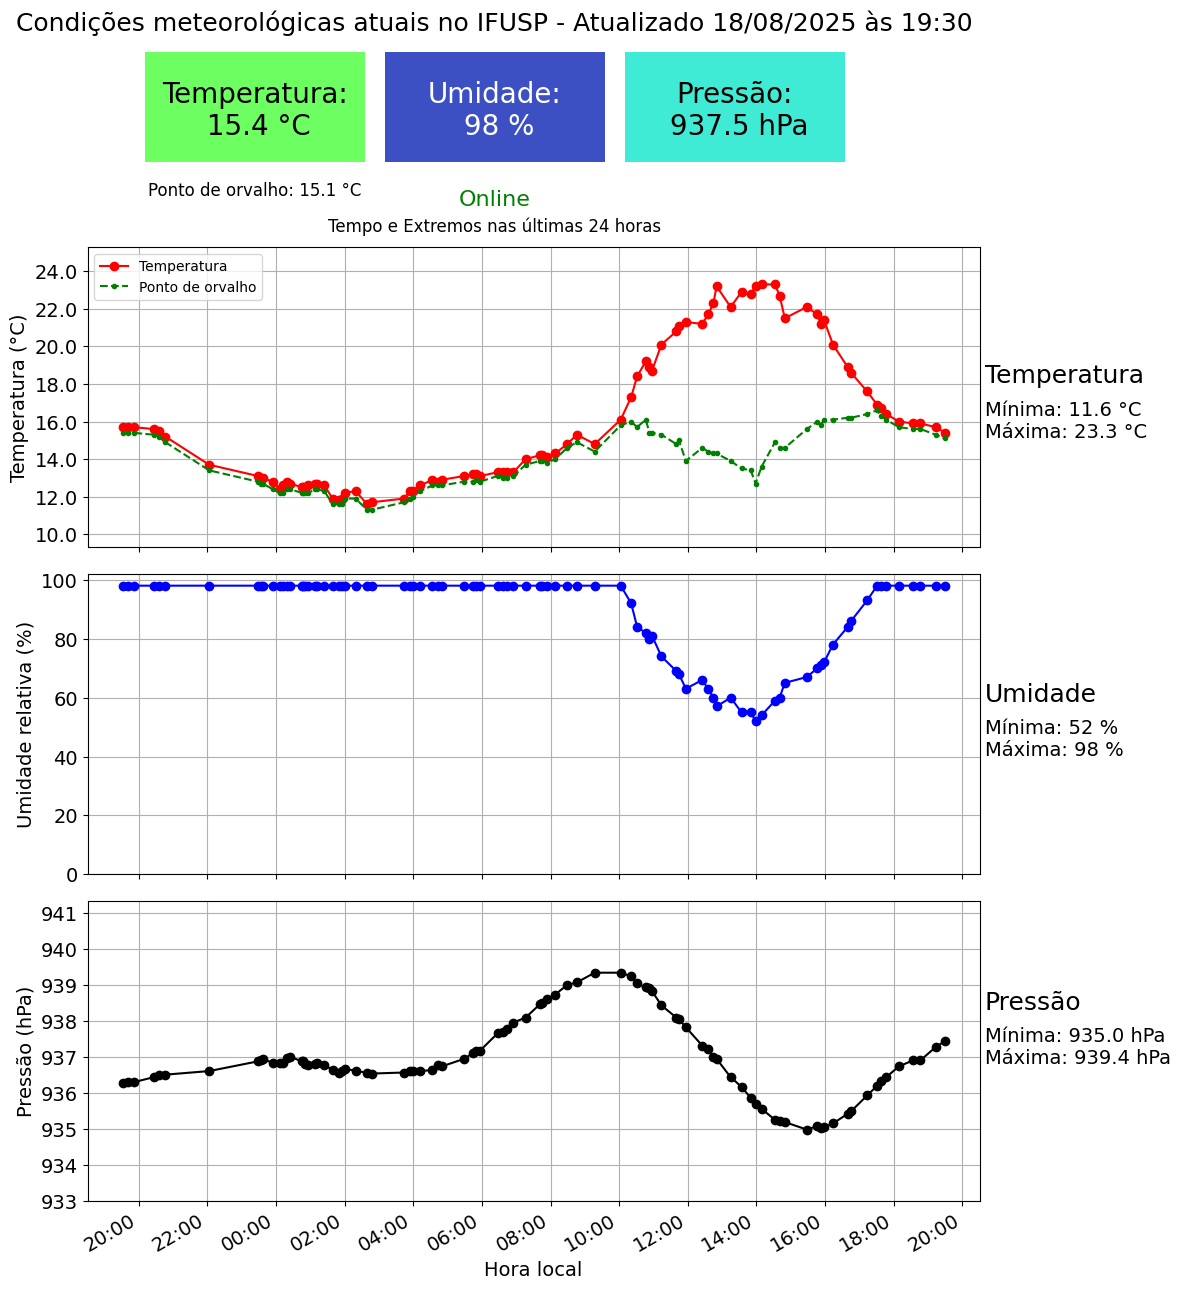 Condições meteorológicas atuais no IFUSP - Atualizado 18/08/2025 às 19:30
Temperatura:
15.4 °C
Umidade:
98 %
Pressão:
937.5 hPa
Ponto de orvalho: 15.1 °C
Online
Tempo e Extremos nas últimas 24 horas
Temperatura
Ponto de orvalho
Temperatura (°C)
24.0
22.0
20.0
18.0
16.0
14.0
12.0
10.0
Temperatura
Mínima: 11.6 °C
Máxima: 23.3 °C
Umidade relativa (%)
100
80
60
40
20
0
Umidade
Mínima: 52 %
Máxima: 98 %
Pressão (hPa)
941
940
939
938
937
936
935
934
933
Pressão
Mínima: 935.0 hPa
Máxima: 939.4 hPa
20:00 22:00 00:00 02:00 04:00 06:00 08:00 10:00 12:00 14:00 16:00 18:00 20:00
Hora local